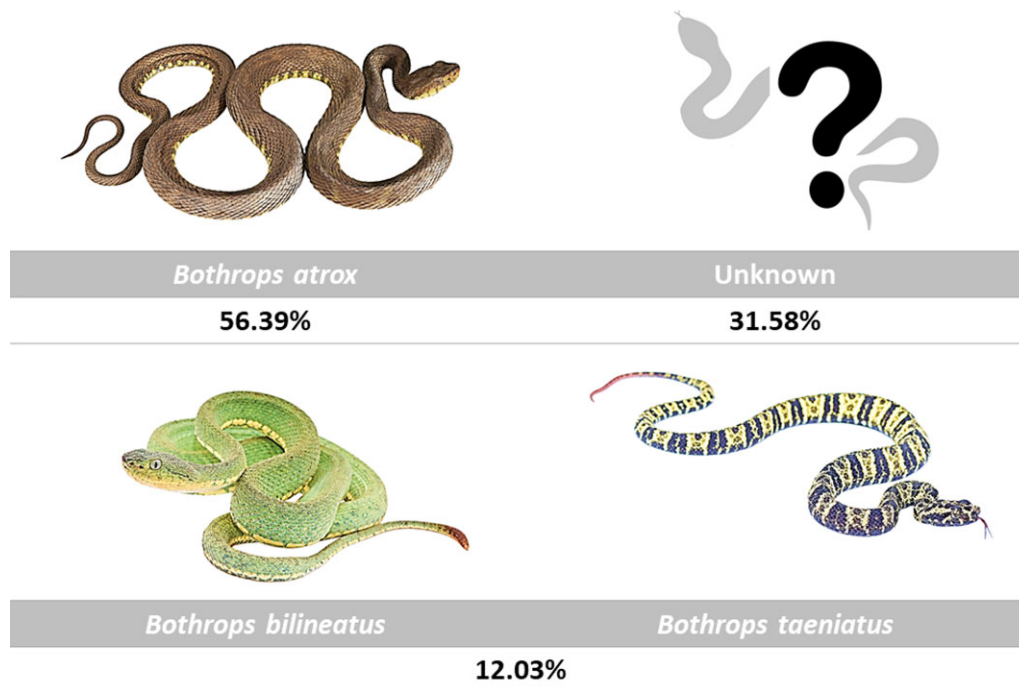 ?
Bothrops atrox
Unknown
56.39%
31.58%
Bothrops bilineatus
Bothrops taeniatus
12.03%